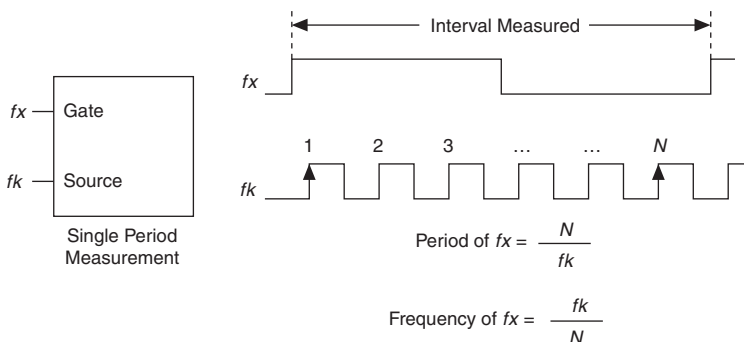 Interval Measured
fx
fx Gate
1 2 3 … … N
fk Source
fk
Single Period
Measurement
Period of fx = N
fk
Frequency of fx = fk
N